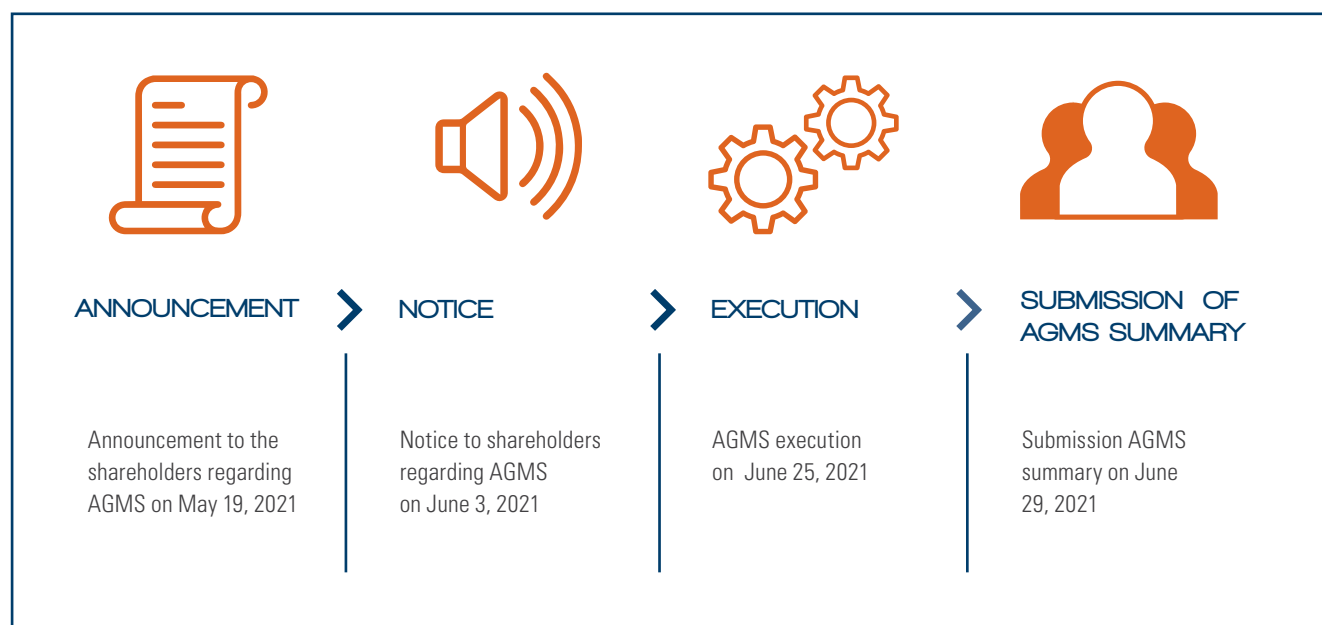 ANNOUNCEMENT
NOTICE
EXECUTION
SUBMISSION OF
AGMS SUMMARY
Announcement to the
shareholders regarding
AGMS on May 19, 2021
Notice to shareholders
regarding AGMS
on June 3, 2021
AGMS execution
on June 25, 2021
Submission AGMS
summary on June
29, 2021